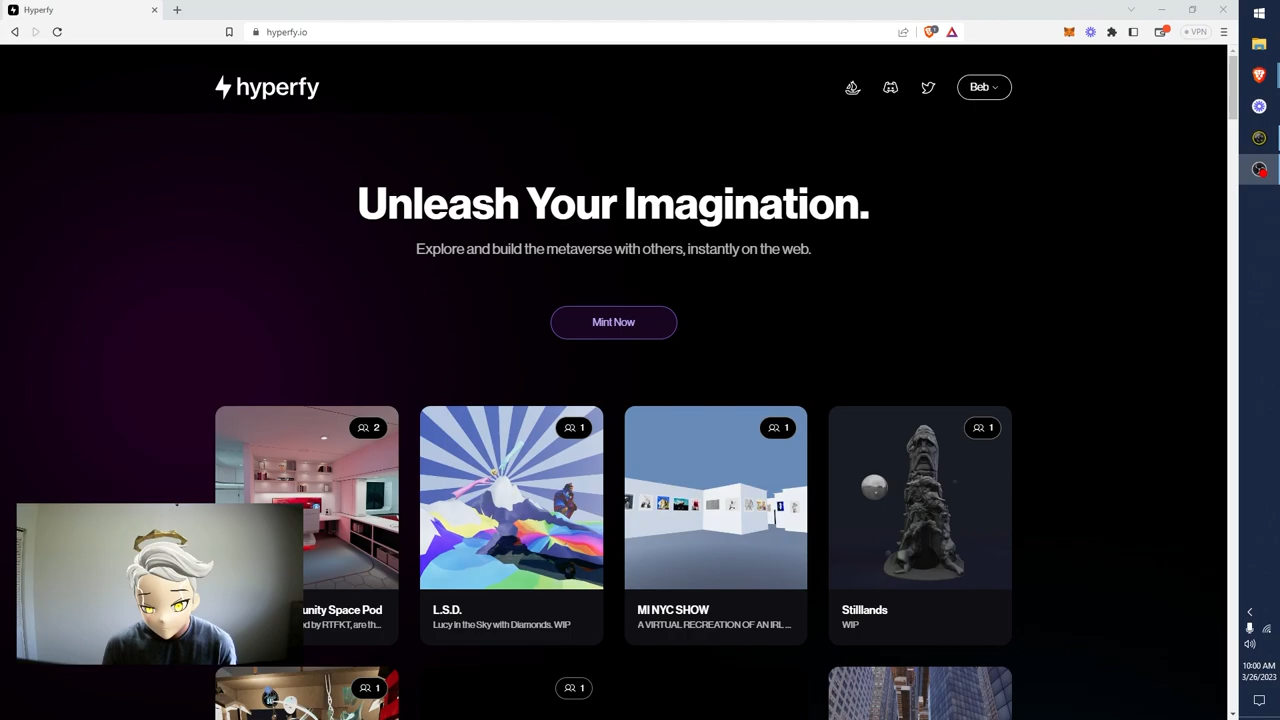 Hyperfy
hyperfy.io
VPN
hyperfy
Beb
Unleash Your Imagination.
Explore and build the metaverse with others, instantly on the web.
Mint Now
2
1
1
1
unity Space Pod
d by RTFKT, are th...
L.S.D.
Lucy in the Sky with Diamonds. WIP
MI NYC SHOW
A VIRTUAL RECREATION OF AN IRL ...
Stilllands
WIP
1
1
10:00 AM
3/26/2023